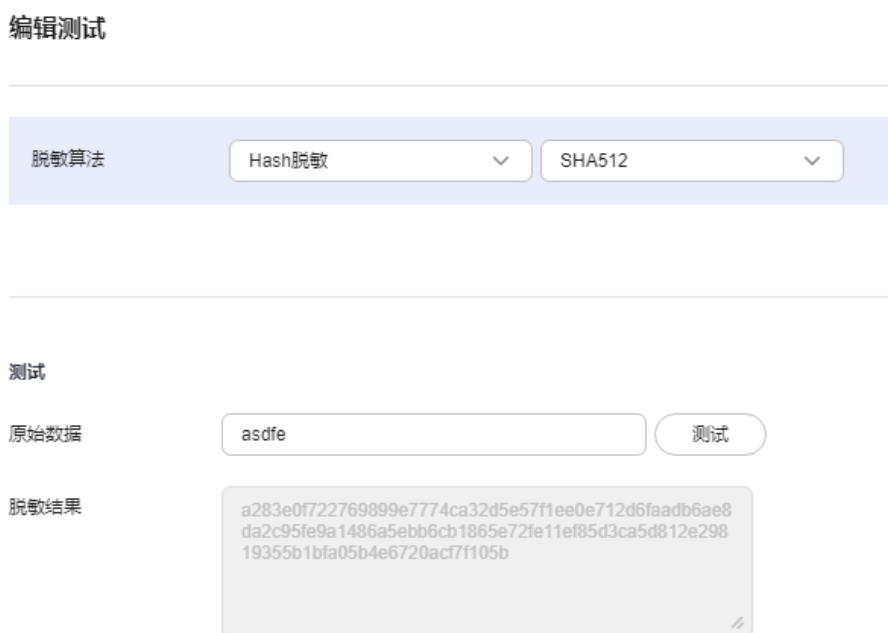 编辑测试
脱敏算法 Hash脱敏 SHA512
测试
原始数据 asdfe 测试
脱敏结果 a283e0f722769899e7774ca32d5e57f1ee0e712d6faadb6ae8
da2c95fe9a1486a5ebb6cb1865e72fe11ef85d3ca5d812e298
19355b1bfa05b4e6720acf7f105b